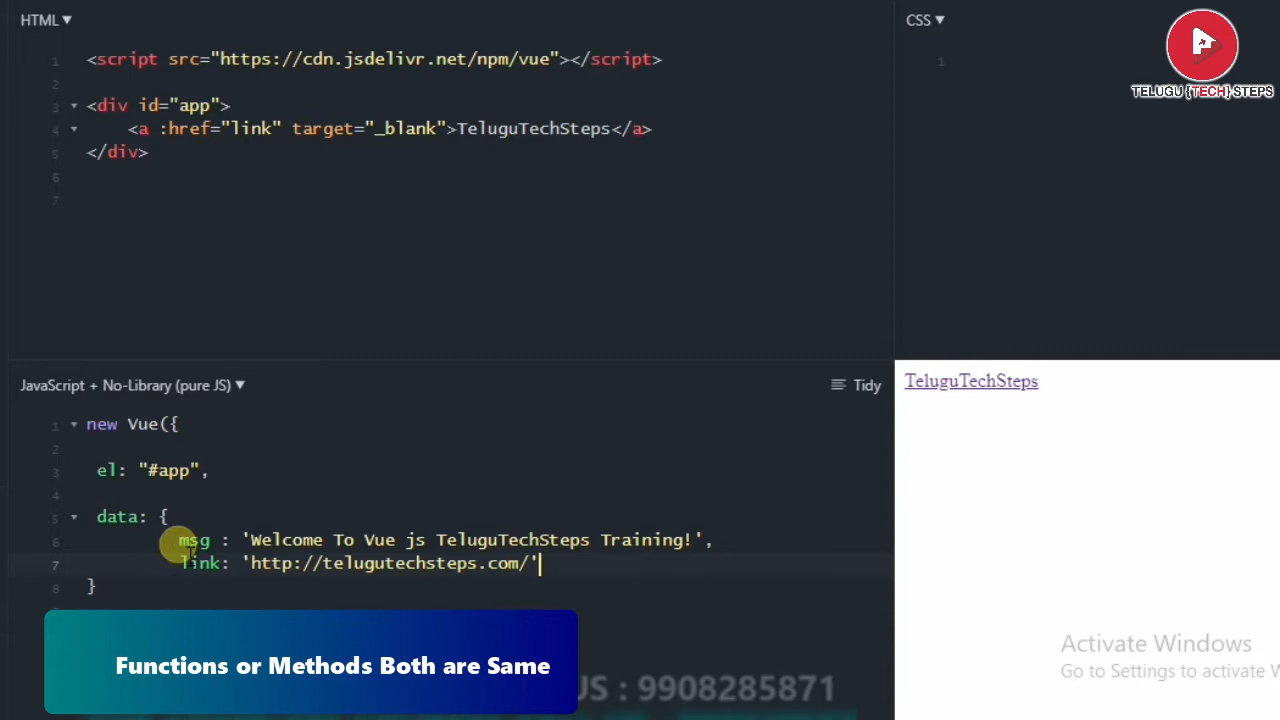 HTML▼
CSS▼
TELUGU {TECH} STEPS
1 <script src="https://cdn.jsdelivr.net/npm/vue"></script>
2
3 ▼ <div id="app">
4 ▼ <a :href="link" target="_blank">TeluguTechSteps</a>
5 </div>
6
7
1
JavaScript + No-Library (pure JS) ▼
Tidy
1 ▼ new Vue({
2
3 el: "#app",
4
5 ▼ data: {
6 msg : 'Welcome To Vue js TeluguTechSteps Training!',
7 link: 'http://telugutechsteps.com/'
8 }
TeluguTechSteps
Activate Windows
Go to Settings to activate W
Functions or Methods Both are Same
US : 9908285871